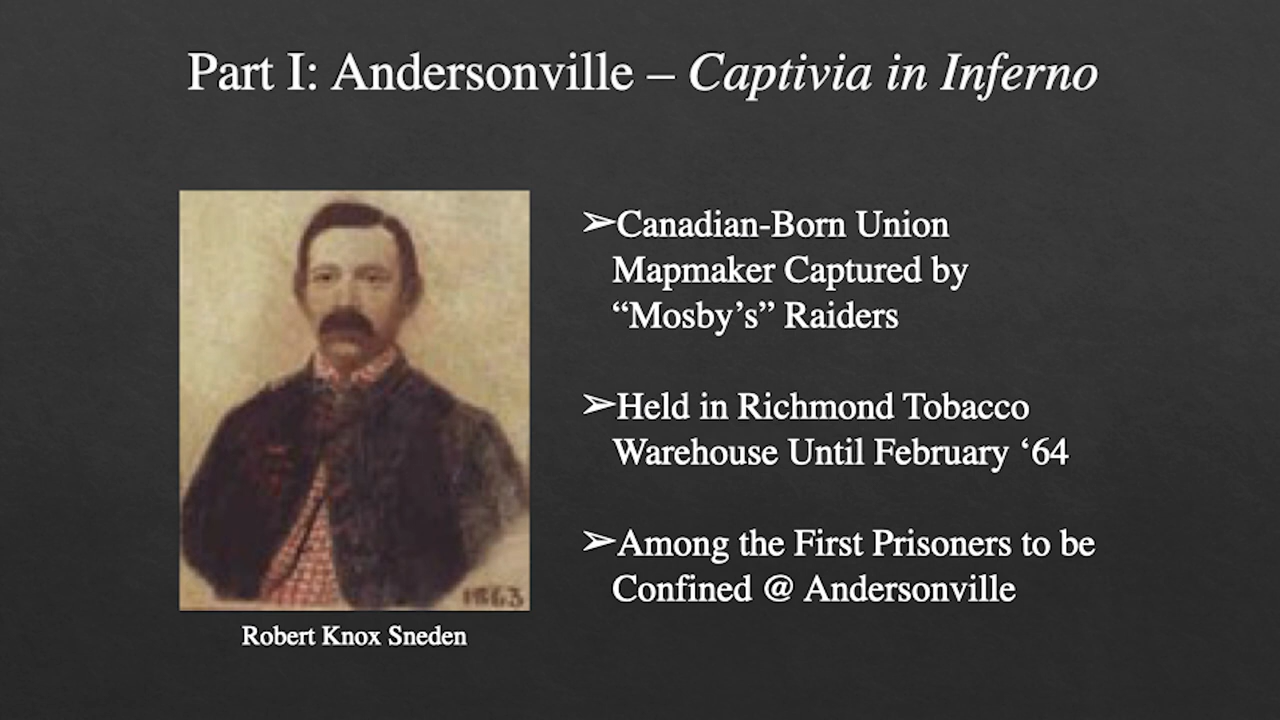 Part I: Andersonville – Captivia in Inferno
➢Canadian-Born Union
Mapmaker Captured by
“Mosby’s” Raiders
➢Held in Richmond Tobacco
Warehouse Until February ‘64
➢Among the First Prisoners to be
Confined @ Andersonville
1863
Robert Knox Sneden